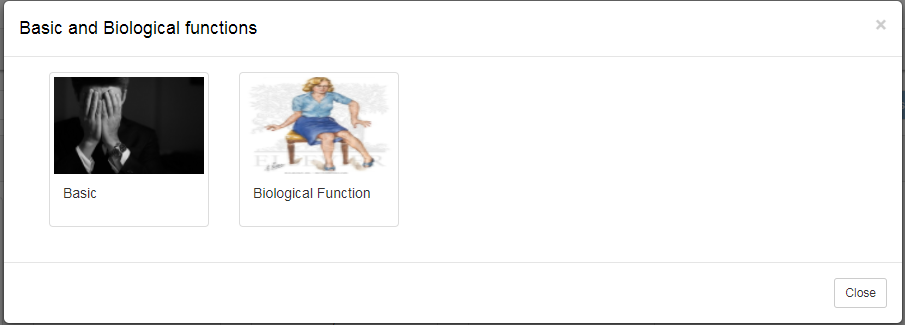 Basic and Biological functions
×
Basic
Biological Function
Close